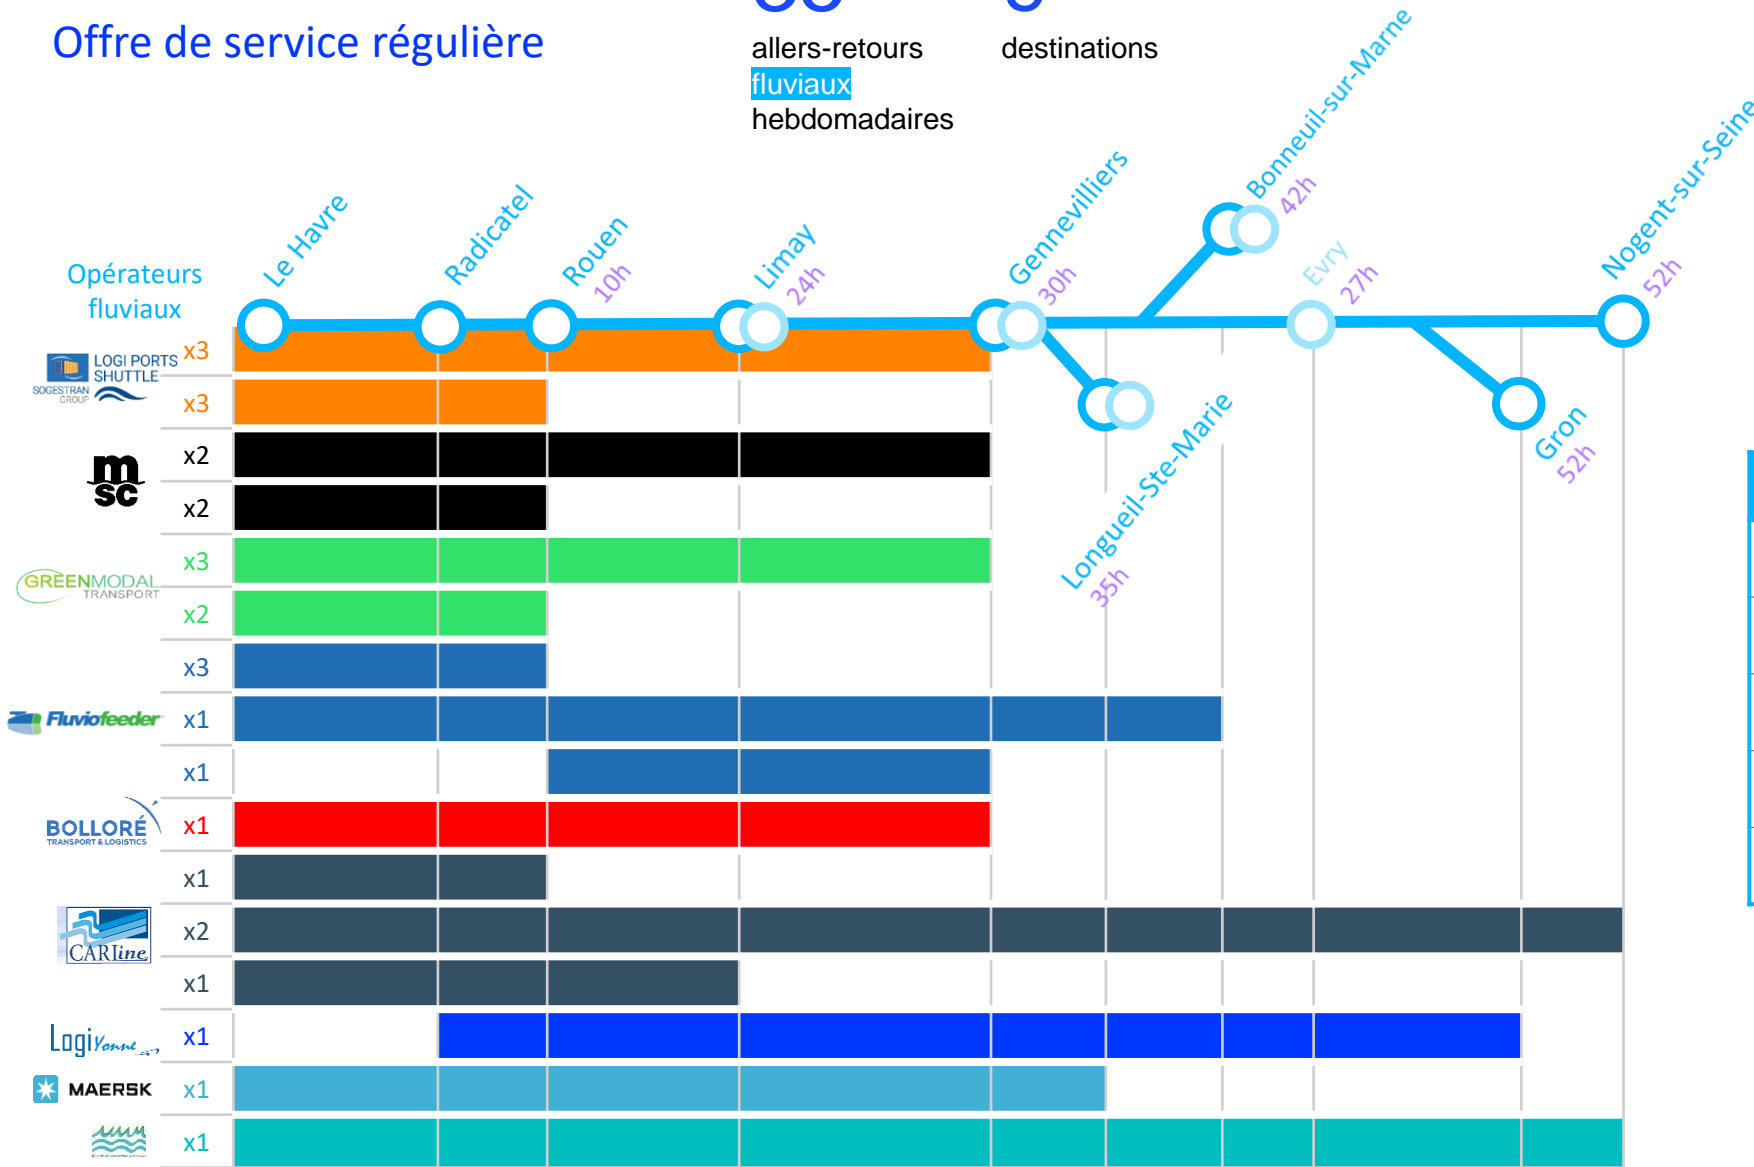 Offre de service régulière
allers-retours
fluviaux
hebdomadaires
destinations
Opérateurs
fluviaux
Le Havre
Radicatel
Rouen
10h
Limay
24h
Gennevilliers
30h
Bonneuil-sur-Marne
42h
Evry
27h
Nogent-sur-Seine
52h
Longueil-Ste-Marie
35h
Gron
52h
LOGI PORTS
SHUTTLE
SOGESTRAN
GROUP
x3
x3
msc
x2
x2
GREENMODAL
TRANSPORT
x3
x2
x3
Fluviofeeder
x1
x1
BOLLORÉ
TRANSPORT & LOGISTICS
x1
x1
CARLine
x2
x1
LogiYonne
x1
MAERSK
x1
x1